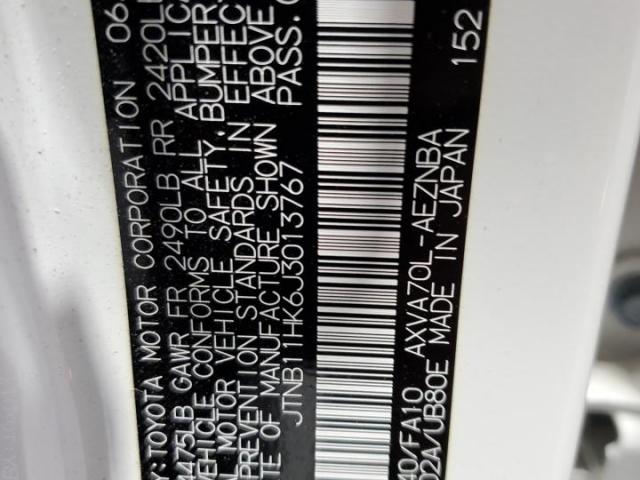 Y:TOYOTA MOTOR CORPORATION 06
4475LB GAWR FR 2490LB RR 2420LB
VEHICLE CONFORMS TO ALL APPLICA
L MOTOR VEHICLE SAFETY, BUMPER,
PREVENTION STANDARDS IN EFFECT
TE OF MANUFACTURE SHOWN ABOVE
JTNB11HK6J3013767 PASS.C
40/FA10 AXVA70L-AEZNBA
02A/UB80E MADE IN JAPAN 152